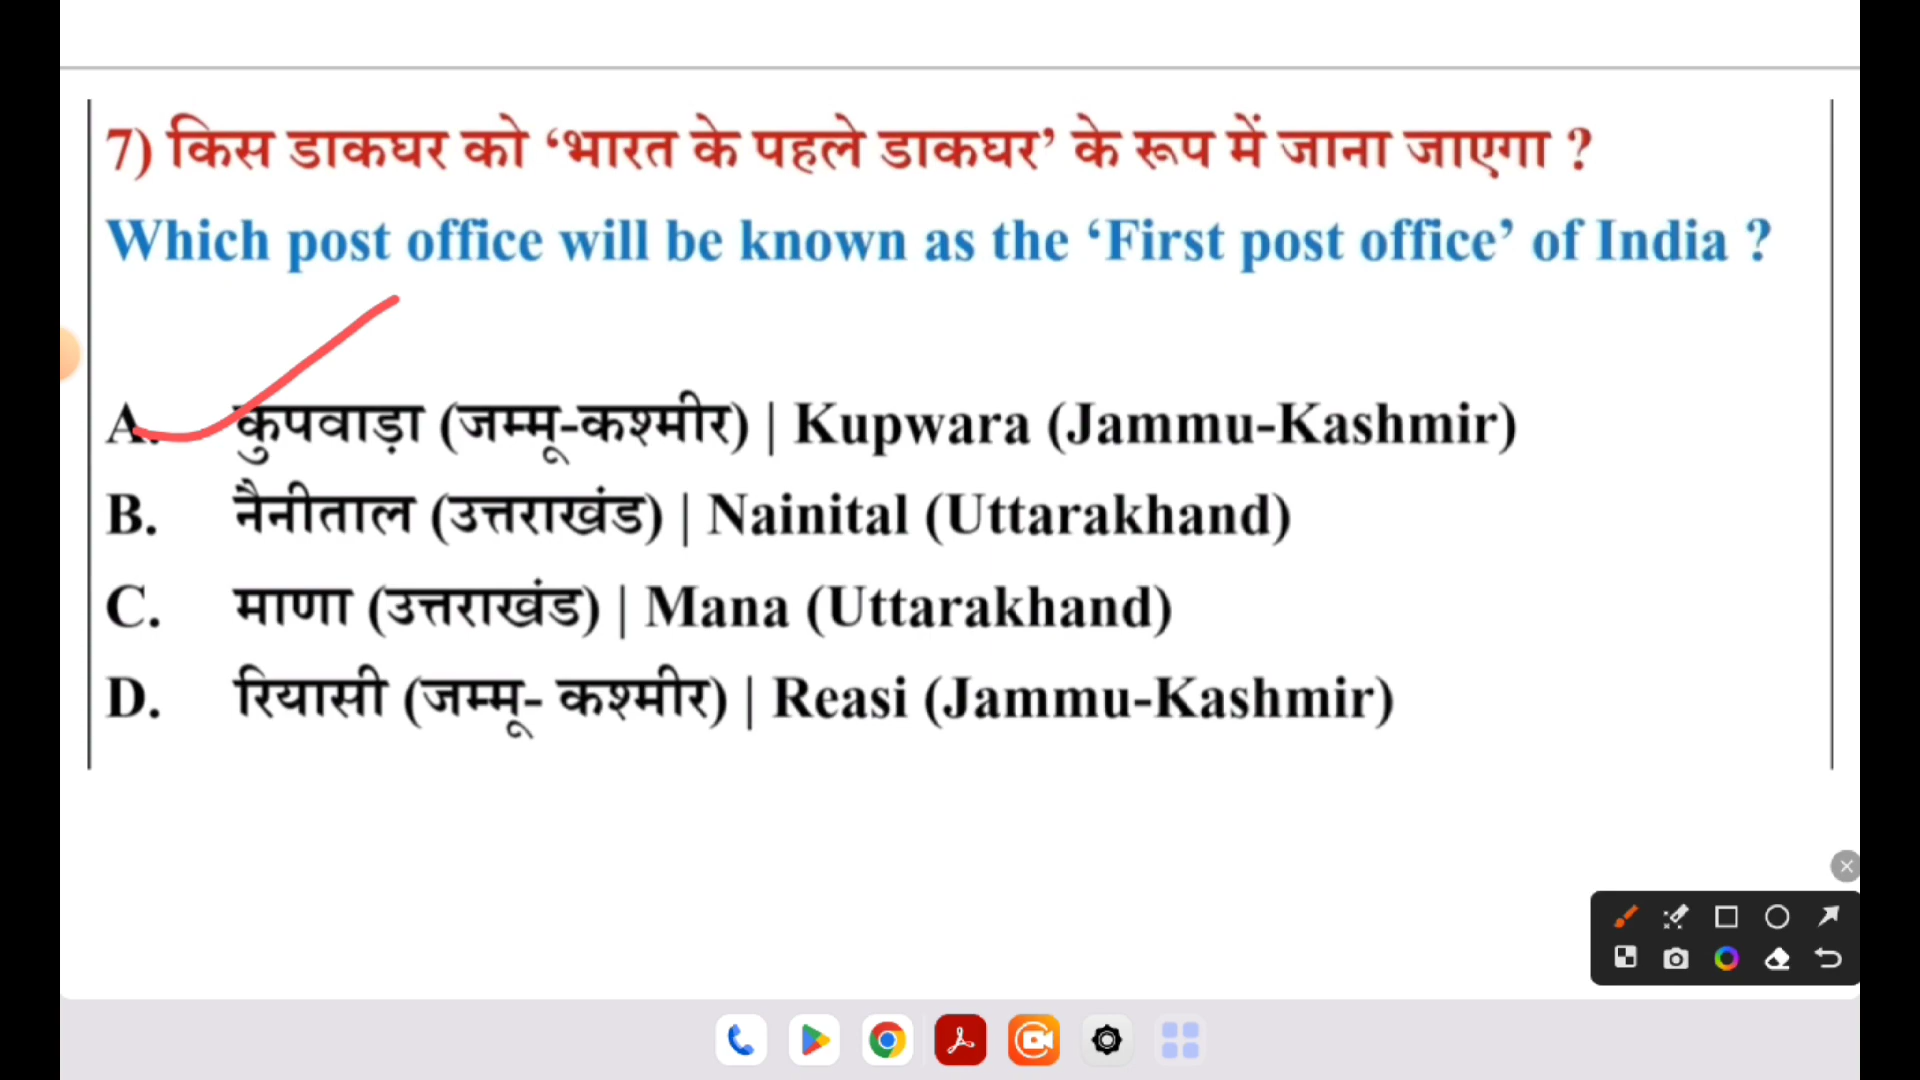 7) किस डाकघर को ‘भारत के पहले डाकघर’ के रूप में जाना जाएगा ?
Which post office will be known as the ‘First post office’ of India ?
A. कुपवाड़ा (जम्मू-कश्मीर) | Kupwara (Jammu-Kashmir)
B. नैनीताल (उत्तराखंड) | Nainital (Uttarakhand)
C. माणा (उत्तराखंड) | Mana (Uttarakhand)
D. रियासी (जम्मू- कश्मीर) | Reasi (Jammu-Kashmir)